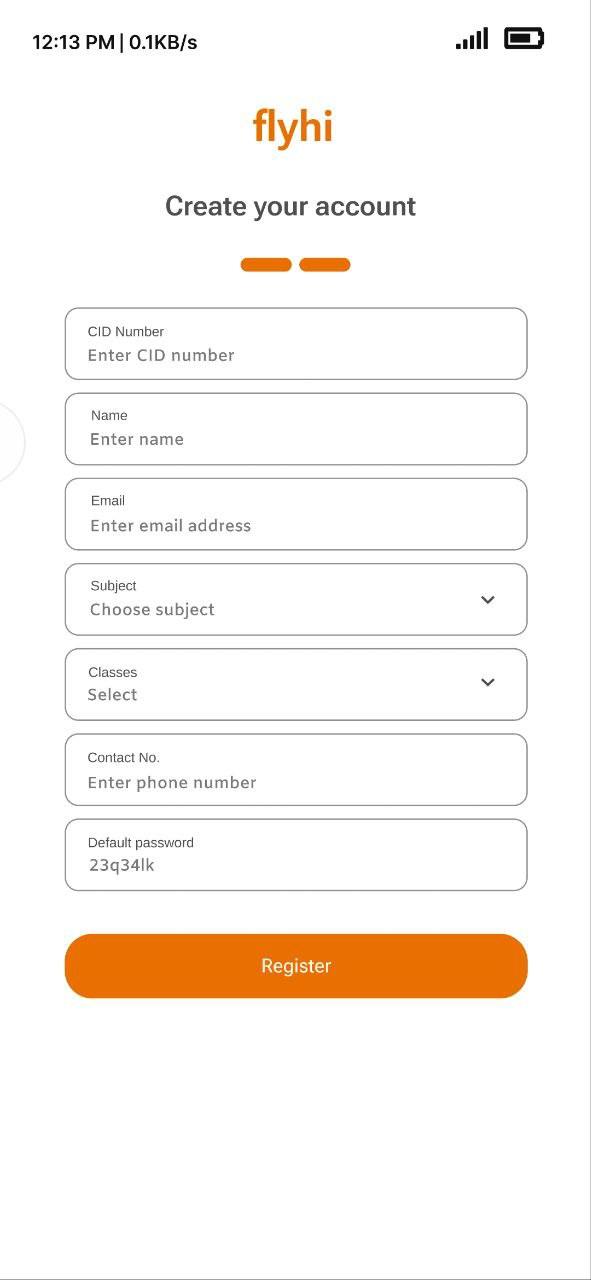 12:13 PM | 0.1KB/s
flyhi
Create your account
CID Number
Enter CID number
Name
Enter name
Email
Enter email address
Subject
Choose subject
Classes
Select
Contact No.
Enter phone number
Default password
23q34lk
Register